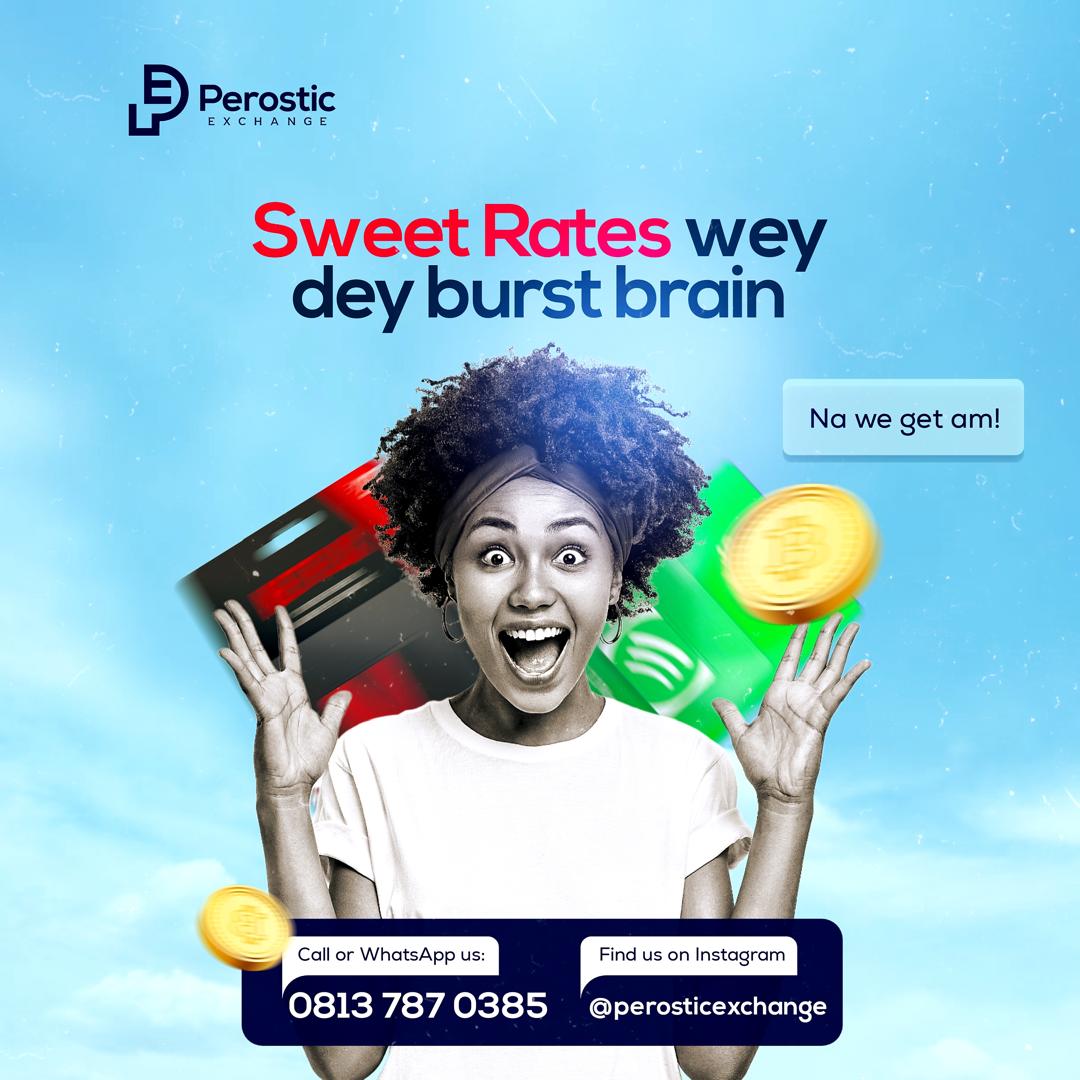 Perostic
EXCHANGE
Sweet Rates wey
dey burst brain
Na we get am!
Call or WhatsApp us:
0813 787 0385
Find us on Instagram
@perosticexchange